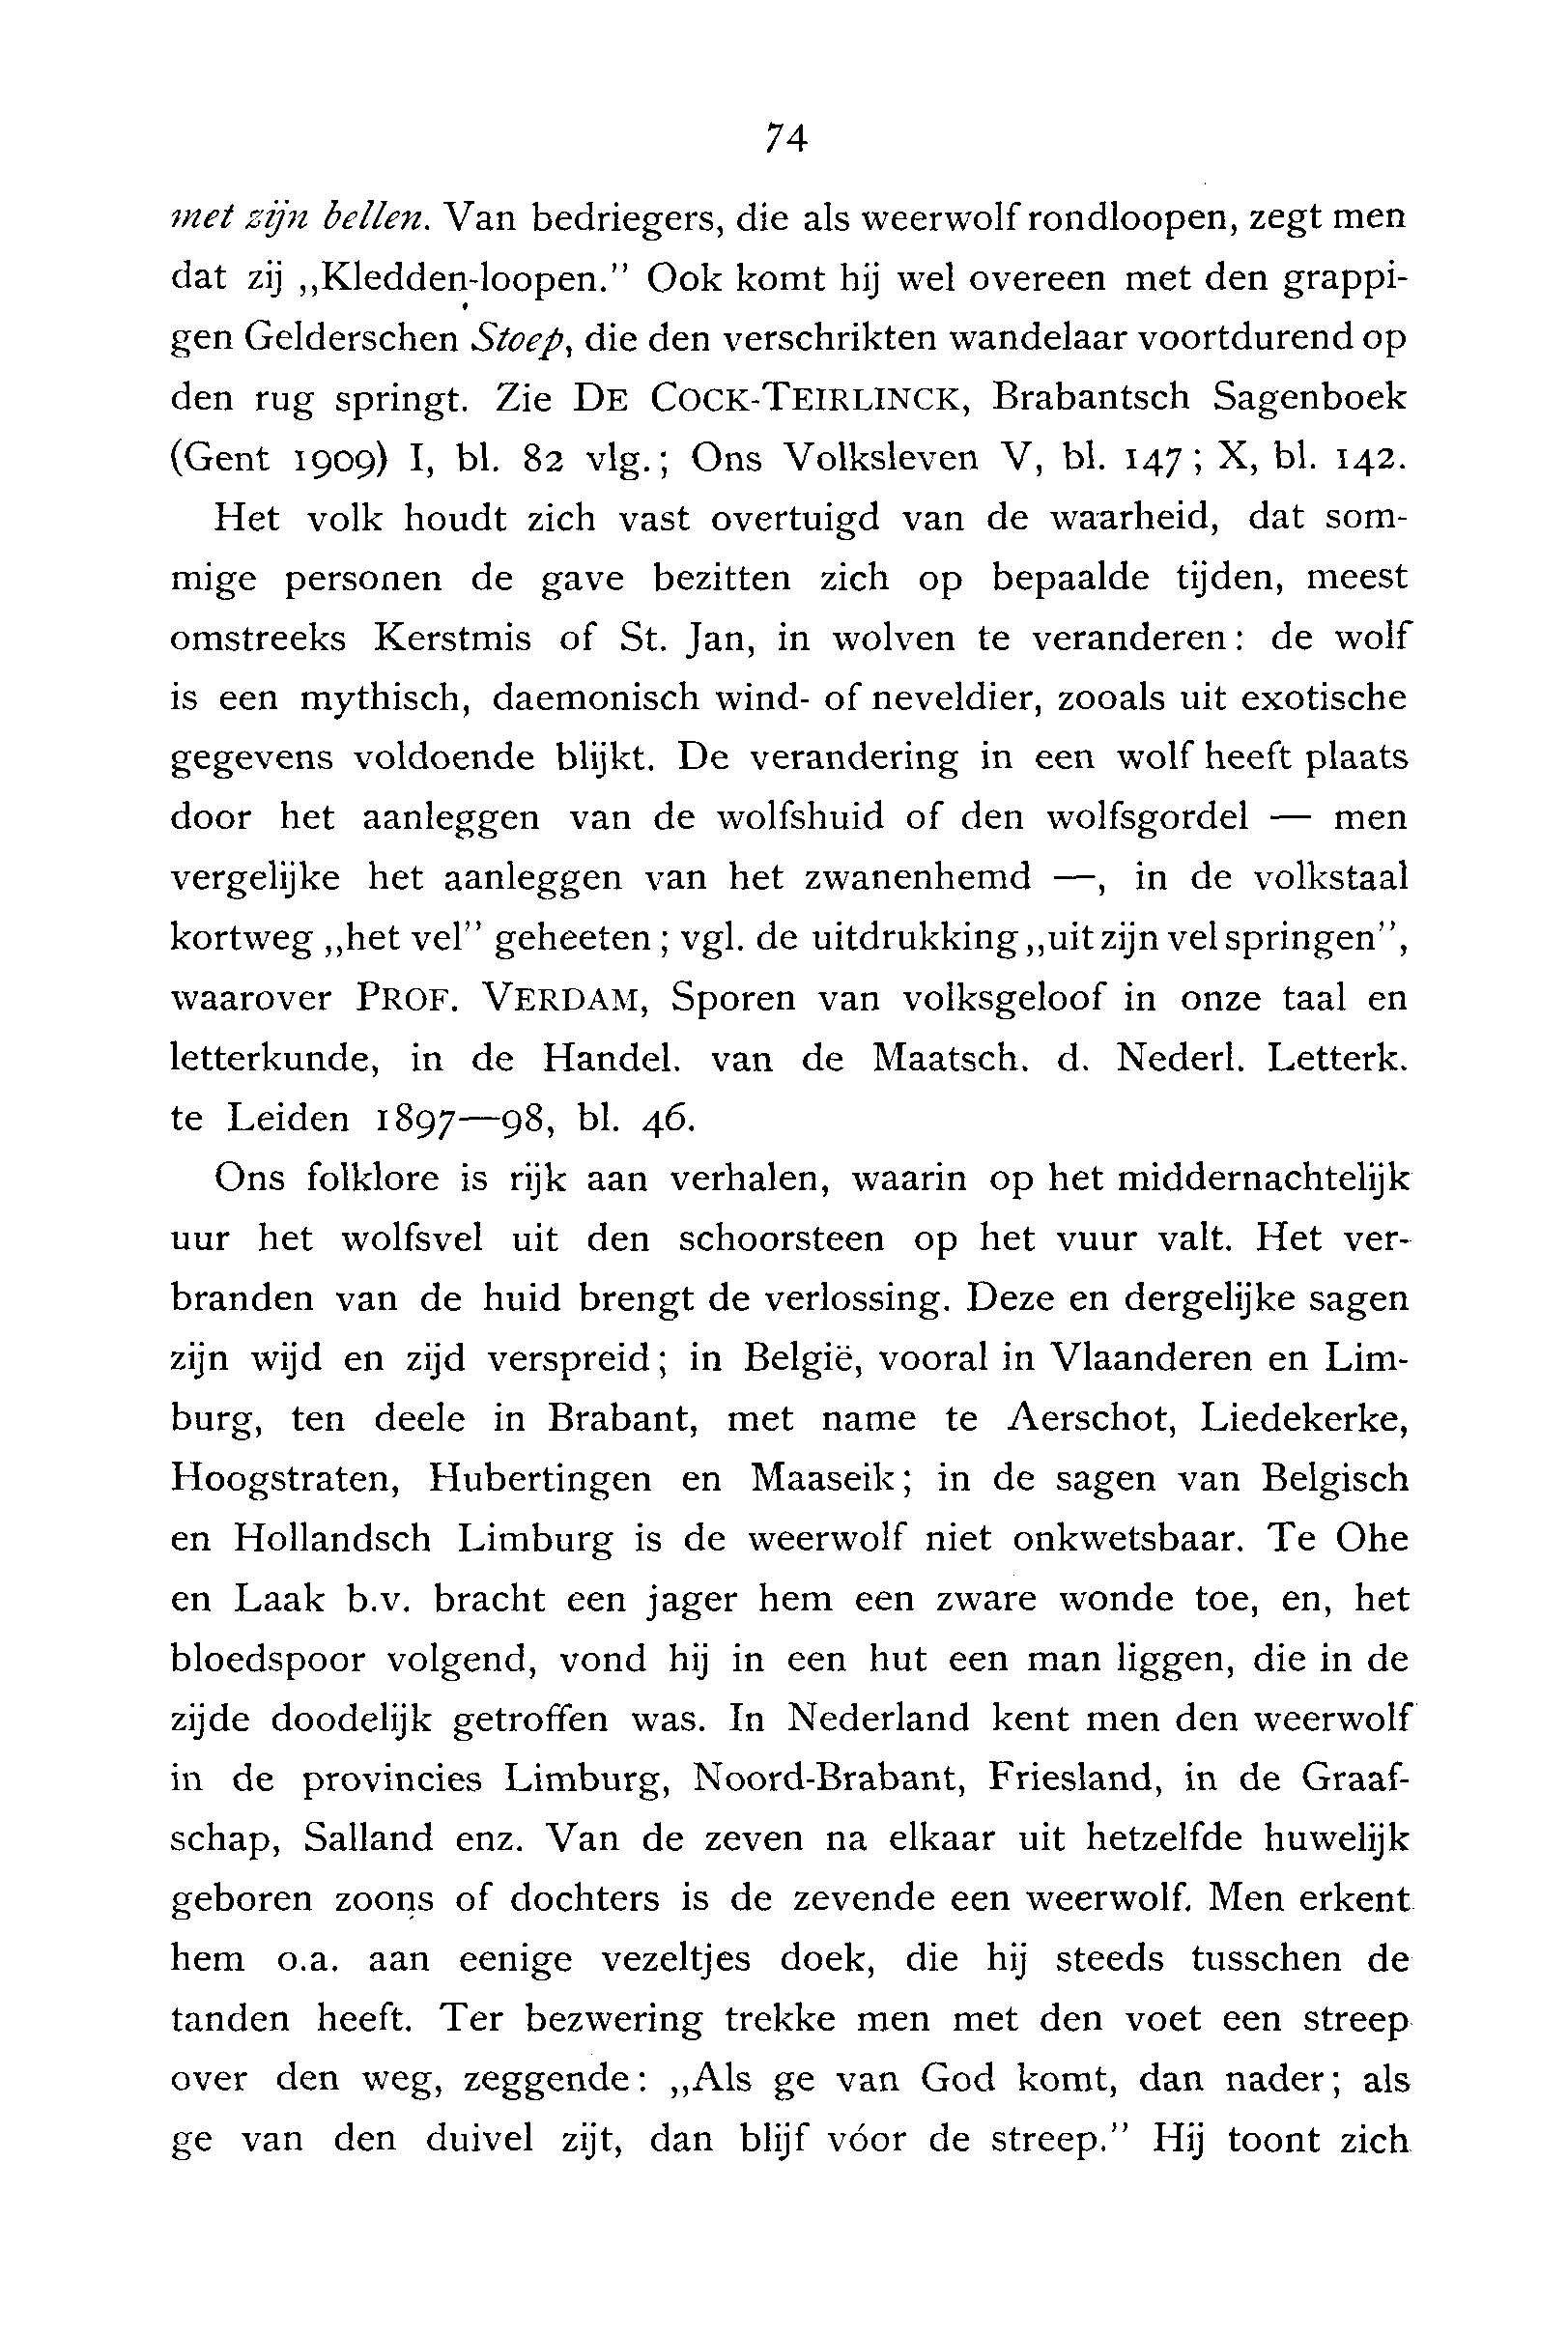 74
met zijn bellen. Van bedriegers, die als weerwolf rondloopen, zegt men
dat zij „Kledden-loopen.” Ook komt hij wel overeen met den grappi-
gen Gelderschen Stoep, die den verschrikten wandelaar voortdurend op
den rug springt. Zie DE COCK-TEIRLINCK, Brabantsch Sagenboek
(Gent 1909) I, bl. 82 vlg.; Ons Volksleven V, bl. 147; X, bl. 142.
Het volk houdt zich vast overtuigd van de waarheid, dat som-
mige personen de gave bezitten zich op bepaalde tijden, meest
omstreeks Kerstmis of St. Jan, in wolven te veranderen: de wolf
is een mythisch, daemonisch wind- of neveldier, zooals uit exotische
gegevens voldoende blijkt. De verandering in een wolf heeft plaats
door het aanleggen van de wolfshuid of den wolfsgordel — men
vergelijke het aanleggen van het zwanenhemd —, in de volkstaal
kortweg „het vel” geheeten; vgl. de uitdrukking „uit zijn vel springen”,
waarover PROF. VERDAM, Sporen van volksgeloof in onze taal en
letterkunde, in de Handel. van de Maatsch. d. Nederl. Letterk.
te Leiden 1897—98, bl. 46.
Ons folklore is rijk aan verhalen, waarin op het middernachtelijk
uur het wolfsvel uit den schoorsteen op het vuur valt. Het ver-
branden van de huid brengt de verlossing. Deze en dergelijke sagen
zijn wijd en zijd verspreid; in België, vooral in Vlaanderen en Lim-
burg, ten deele in Brabant, met name te Aerschot, Liedekerke,
Hoogstraten, Hubertingen en Maaseik; in de sagen van Belgisch
en Hollandsch Limburg is de weerwolf niet onkwetsbaar. Te Ohe
en Laak b.v. bracht een jager hem een zware wonde toe, en, het
bloedspoor volgend, vond hij in een hut een man liggen, die in de
zijde doodelijk getroffen was. In Nederland kent men den weerwolf
in de provincies Limburg, Noord-Brabant, Friesland, in de Graaf-
schap, Salland enz. Van de zeven na elkaar uit hetzelfde huwelijk
geboren zoons of dochters is de zevende een weerwolf. Men erkent
hem o.a. aan eenige vezeltjes doek, die hij steeds tusschen de
tanden heeft. Ter bezwering trekke men met den voet een streep
over den weg, zeggende: „Als ge van God komt, dan nader; als
ge van den duivel zijt, dan blijf vóor de streep.” Hij toont zich